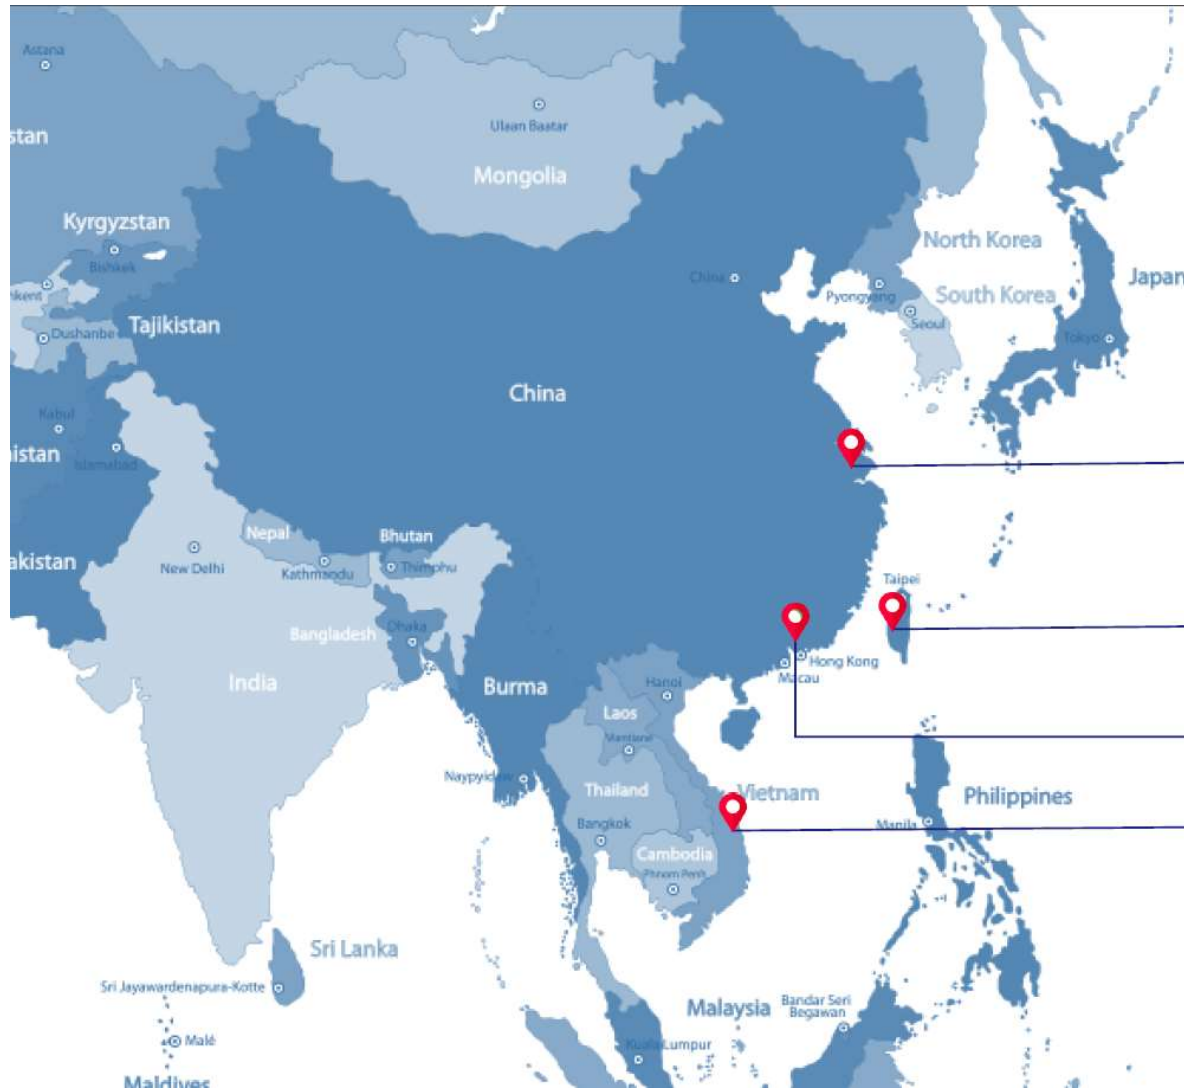 Astana
Ulaan Baatar
stan
Mongolia
Kyrgyzstan
Bishkek
North Korea
China
Japan
hkent
Pyongyang
South Korea
Seoul
Tajikistan
Dushanbe
Tokyo
China
Kabul
nistan
Islamabad
Nepal
Bhutan
akistan
New Delhi
Kathmandu
Thimphu
Taipei
Bangladesh
Dhaka
India
Burma
Hanoi
Hong Kong
Macau
Laos
Naypyidaw
Thailand
Vietnam
Philippines
Bangkok
Manila
Cambodia
Phnom Penh
Sri Lanka
Sri Jayawardenapura-Kotte
Malaysia
Bandar Seri
Begawan
Malé
Kuala Lumpur
Maldives